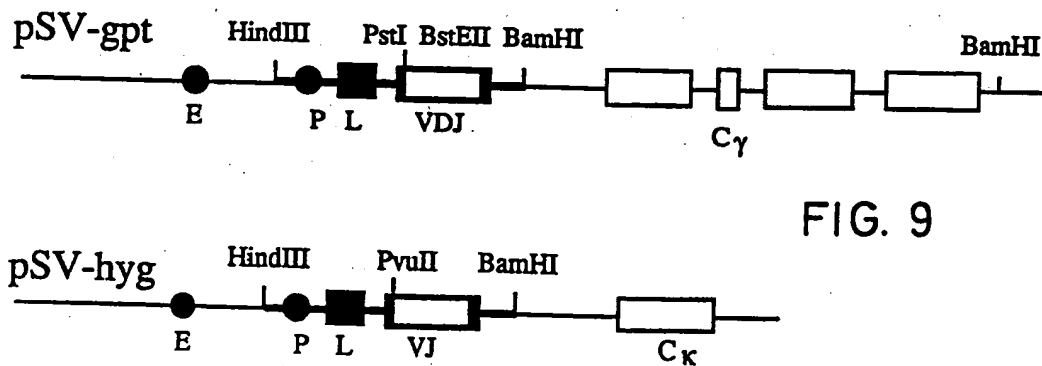 pSV-gpt
HindIII PstI BstEII BamHI BamHI
E P L VDJ Cγ
FIG. 9
pSV-hyg
HindIII PvuII BamHI
E P L VJ Cκ